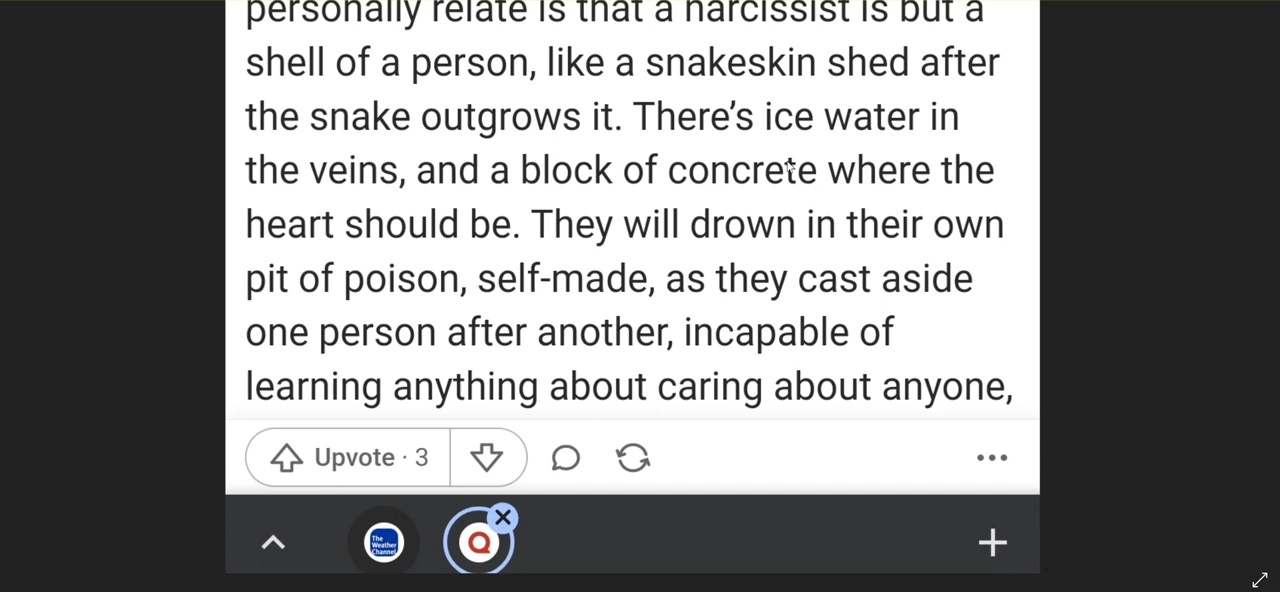 personally relate is that a narcissist is but a
shell of a person, like a snakeskin shed after
the snake outgrows it. There’s ice water in
the veins, and a block of concrete where the
heart should be. They will drown in their own
pit of poison, self-made, as they cast aside
one person after another, incapable of
learning anything about caring about anyone,
Upvote · 3
The
Weather
Channel
Q